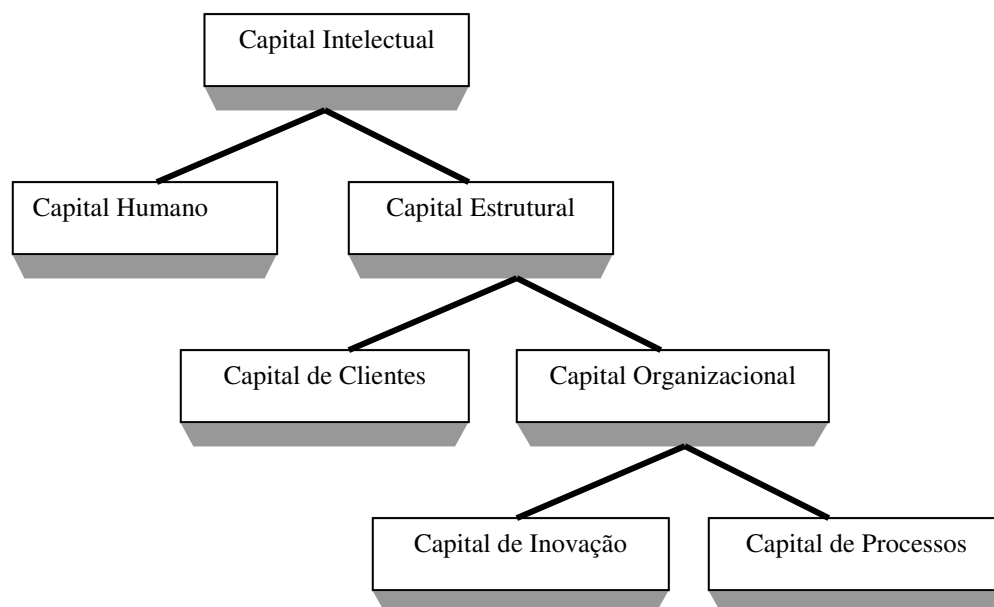 Capital Intelectual
Capital Humano
Capital Estrutural
Capital de Clientes
Capital Organizacional
Capital de Inovação
Capital de Processos